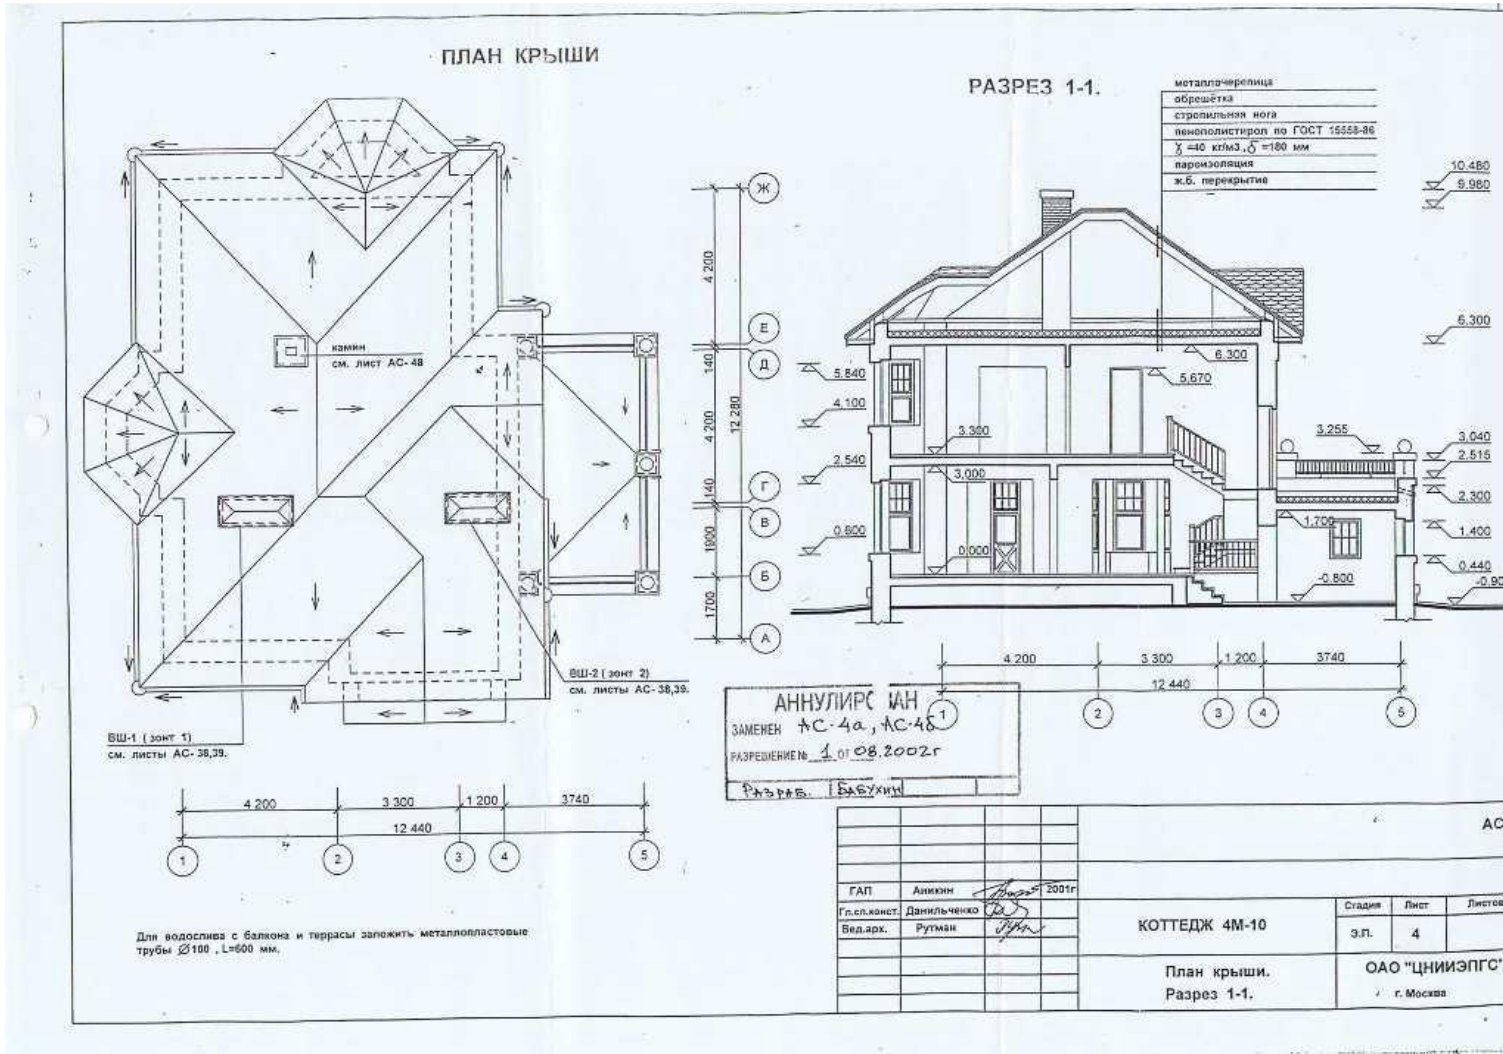 ПЛАН КРЫШИ
камин
см. лист АС-48
ВШ-1 (зонт 1)
см. листы АС-38,39.
ВШ-2 (зонт 2)
см. листы АС-38,39.
4 200
140
4 200
140
1900
1700
12 280
Ж
Е
Д
Г
В
Б
А
4 200
3 300
1 200
3740
12 440
1
2
3
4
5
Для водослива с балкона и террасы заложить металлопластовые
трубы Ø100 , L=600 мм.
РАЗРЕЗ 1-1.
металлочерепица
обрешётка
стропильная нога
пенополистирол по ГОСТ 15588-86
γ =40 кг/м3, δ =180 мм
пароизоляция
ж.б. перекрытие
10.480
9.980
6.300
5.840
4.100
2.540
0.600
6.300
5.670
3.300
3,000
0.000
3,255
1,700
-0.800
3,040
2.515
2.300
1.400
0.440
-0.90
4 200
3 300
1 200
3740
12 440
1
2
3
4
5
АННУЛИРОВАН
ЗАМЕНЕН АС-4а, АС-4б
РАЗРЕШЕНИЕ № 1 от 08.2002г
РАЗРАБ. БАБУХИН
АС
ГАП Аникин 2001г
Гл.сп.конст. Данильченко
Вед.арх. Рутман
КОТТЕДЖ 4М-10
Стадия Лист Листов
Э.П. 4
План крыши.
Разрез 1-1.
ОАО "ЦНИИЭПГС"
г. Москва